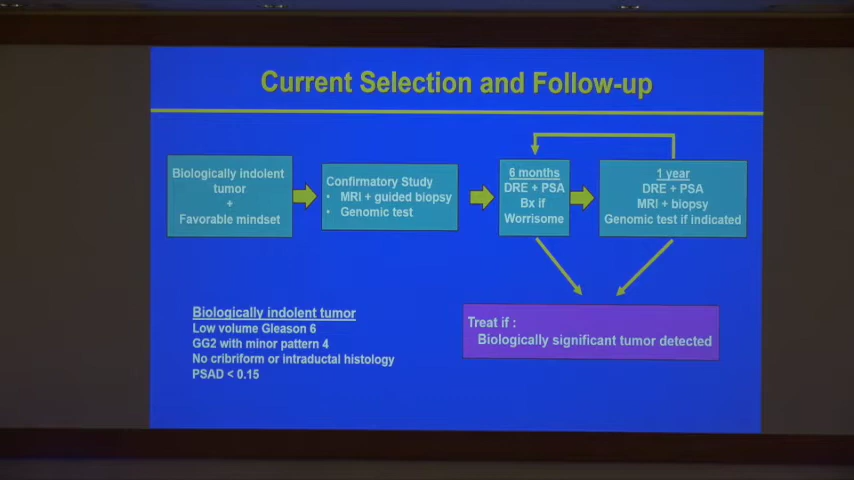 Current Selection and Follow-up
Biologically indolent
tumor
+
Favorable mindset
Confirmatory Study
• MRI + guided biopsy
• Genomic test
6 months
DRE + PSA
Bx if
Worrisome
1 year
DRE + PSA
MRI + biopsy
Genomic test if indicated
Treat if :
Biologically significant tumor detected
Biologically indolent tumor
Low volume Gleason 6
GG2 with minor pattern 4
No cribriform or intraductal histology
PSAD < 0.15